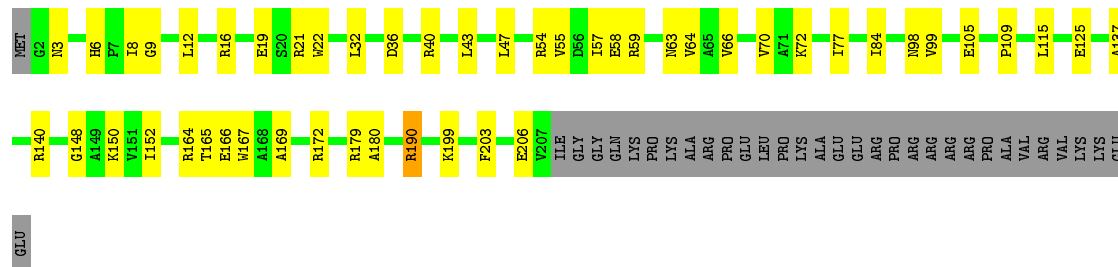 MET G2 N3 H6 P7 I8 G9 L12 R16 E19 S20 R21 W22 L32 D36 R40 L43 L47 R54 V55 D56 I57 E58 R59 N63 V64 A65 V66 V70 A71 K72 I77 I84 N98 V99 E105 P109 L115 E125 A137
R140 G148 A149 K150 V151 I152 R164 T165 E166 W167 A168 A169 R172 R179 A180 R190 K199 F203 E206 V207 ILE GLY GLY GLN LYS PRO LYS ALA ARG PRO GLU LEU PRO LYS ALA GLU GLU ARG PRO ARG ARG ARG ARG PRO ALA VAL ARG VAL LYS LYS GLU
GLU